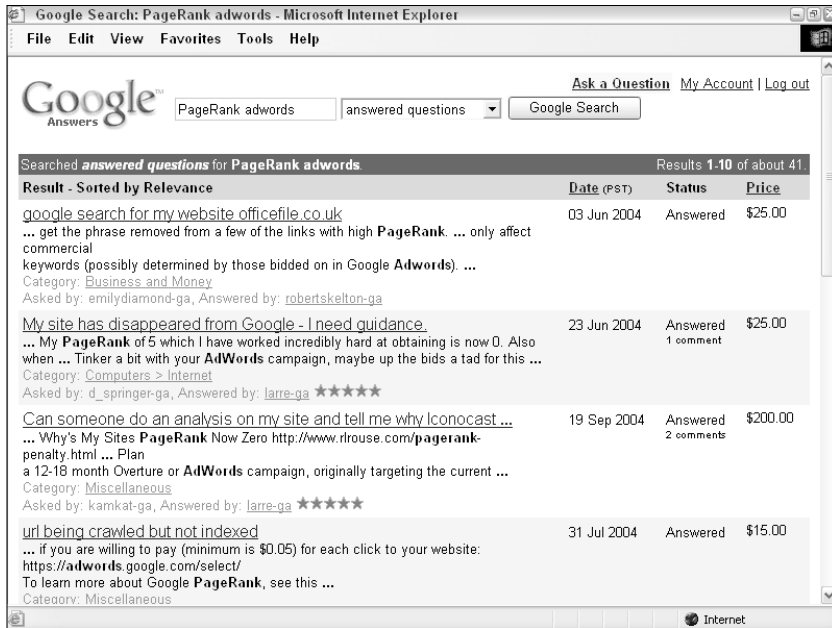 Google Search: PageRank adwords - Microsoft Internet Explorer
File Edit View Favorites Tools Help
Ask a Question My Account | Log out
Google™
Answers
PageRank adwords answered questions Google Search
Searched answered questions for PageRank adwords. Results 1-10 of about 41.
Result - Sorted by Relevance Date (PST) Status Price
google search for my website officefile.co.uk 03 Jun 2004 Answered $25.00
... get the phrase removed from a few of the links with high PageRank. ... only affect
commercial
keywords (possibly determined by those bidded on in Google Adwords). ...
Category: Business and Money
Asked by: emilydiamond-ga, Answered by: robertskelton-ga
My site has disappeared from Google - I need guidance. 23 Jun 2004 Answered $25.00
... My PageRank of 5 which I have worked incredibly hard at obtaining is now 0. Also 1 comment
when ... Tinker a bit with your AdWords campaign, maybe up the bids a tad for this ...
Category: Computers > Internet
Asked by: d_springer-ga, Answered by: larre-ga ★★★★★
Can someone do an analysis on my site and tell me why Iconocast ... 19 Sep 2004 Answered $200.00
... Why's My Sites PageRank Now Zero http://www.rlrouse.com/pagerank- 2 comments
penalty.html ... Plan
a 12-18 month Overture or AdWords campaign, originally targeting the current ...
Category: Miscellaneous
Asked by: kamkat-ga, Answered by: larre-ga ★★★★★
url being crawled but not indexed 31 Jul 2004 Answered $15.00
... if you are willing to pay (minimum is $0.05) for each click to your website:
https://adwords.google.com/select/
To learn more about Google PageRank, see this ...
Category: Miscellaneous
Internet